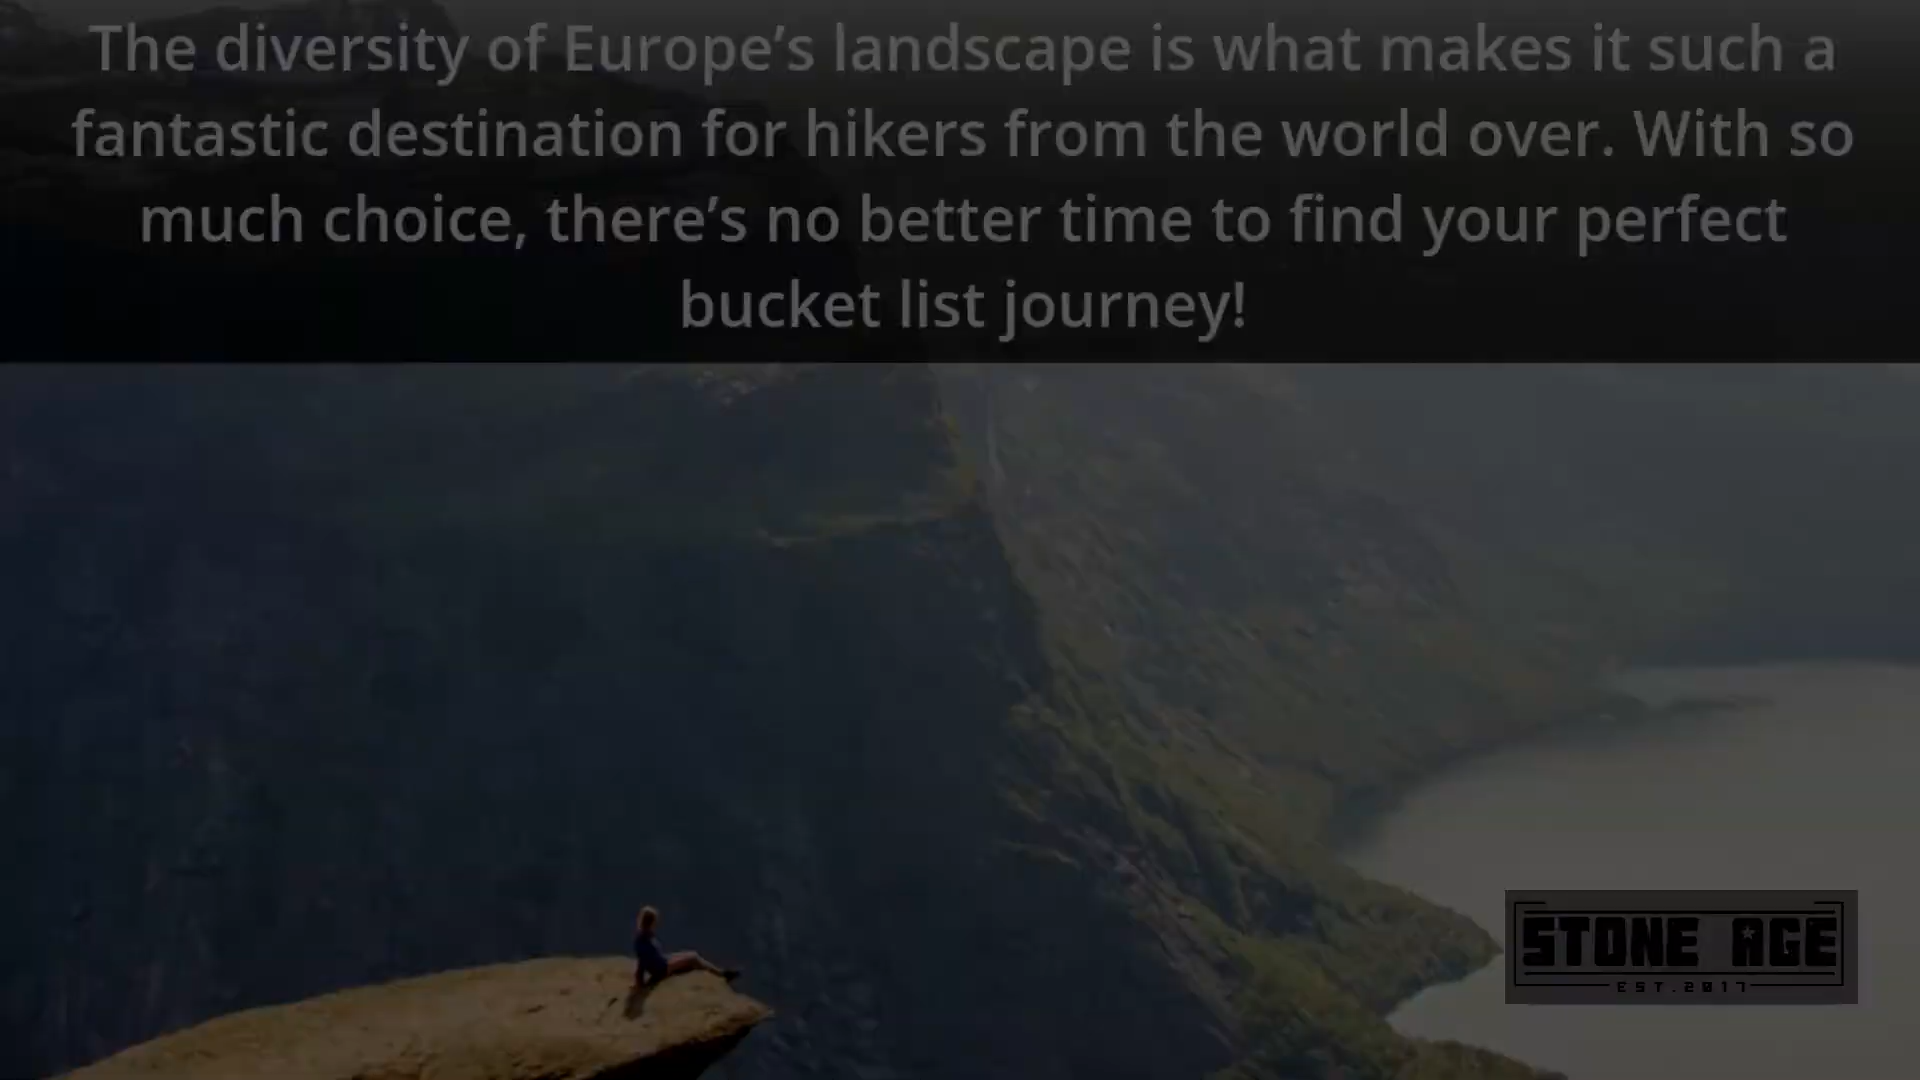 The diversity of Europe’s landscape is what makes it such a
fantastic destination for hikers from the world over. With so
much choice, there’s no better time to find your perfect
bucket list journey!
STONE AGE
EST.2017